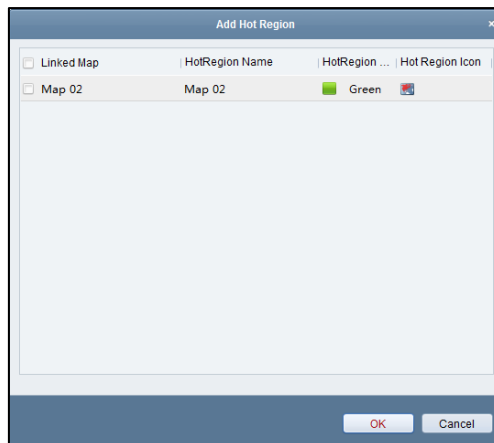 Add Hot Region ×
Linked Map HotRegion Name HotRegion ... Hot Region Icon
Map 02 Map 02 Green
OK Cancel